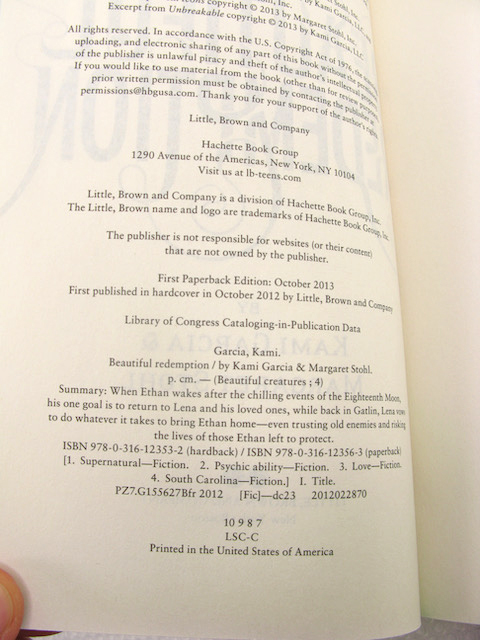 Icons copyright © 2013 by Margaret Stohl, Inc.
Excerpt from Unbreakable copyright © 2013 by Kami Garcia, LLC
All rights reserved. In accordance with the U.S. Copyright Act of 1976, the scanning,
uploading, and electronic sharing of any part of this book without the permission
of the publisher is unlawful piracy and theft of the author's intellectual property.
If you would like to use material from the book (other than for review purposes),
prior written permission must be obtained by contacting the publisher at
permissions@hbgusa.com. Thank you for your support of the author's rights.
Little, Brown and Company
Hachette Book Group
1290 Avenue of the Americas, New York, NY 10104
Visit us at lb-teens.com
Little, Brown and Company is a division of Hachette Book Group, Inc.
The Little, Brown name and logo are trademarks of Hachette Book Group, Inc.
The publisher is not responsible for websites (or their content)
that are not owned by the publisher.
First Paperback Edition: October 2013
First published in hardcover in October 2012 by Little, Brown and Company
Library of Congress Cataloging-in-Publication Data
Garcia, Kami.
Beautiful redemption / by Kami Garcia & Margaret Stohl.
p. cm. — (Beautiful creatures ; 4)
Summary: When Ethan wakes after the chilling events of the Eighteenth Moon,
his one goal is to return to Lena and his loved ones, while back in Gatlin, Lena vows
to do whatever it takes to bring Ethan home—even trusting old enemies and risking
the lives of those Ethan left to protect.
ISBN 978-0-316-12353-2 (hardback) / ISBN 978-0-316-12356-3 (paperback)
[1. Supernatural—Fiction. 2. Psychic ability—Fiction. 3. Love—Fiction.
4. South Carolina—Fiction.] I. Title.
PZ7.G155627Bfr 2012 [Fic]—dc23 2012022870
10 9 8 7
LSC-C
Printed in the United States of America